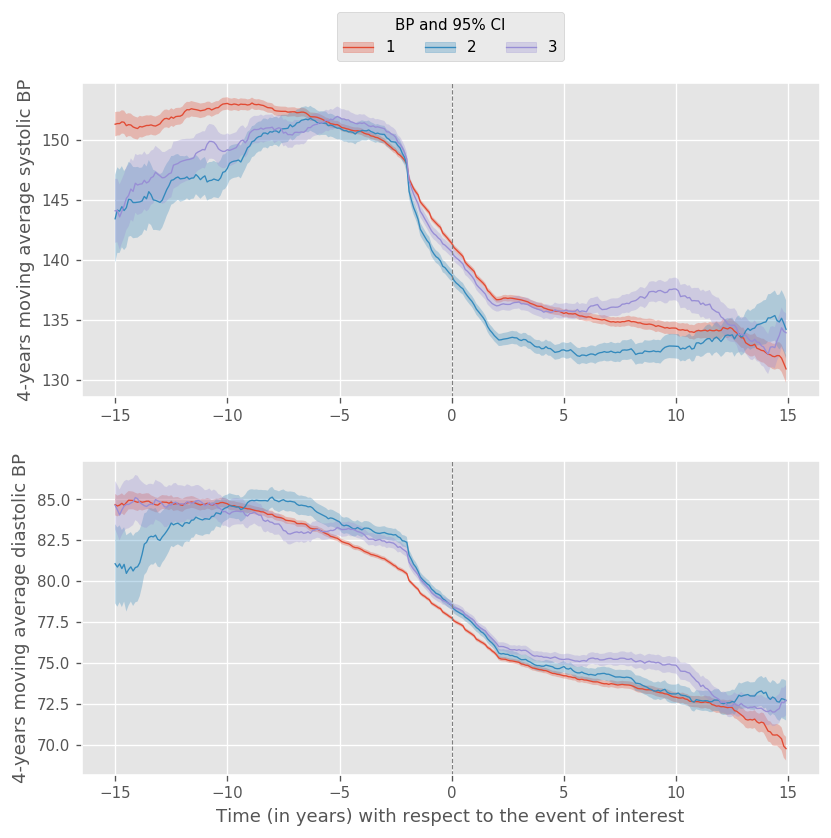 BP and 95% CI
1 2 3
4-years moving average systolic BP
150
145
140
135
130
−15 −10 −5 0 5 10 15
4-years moving average diastolic BP
85.0
82.5
80.0
77.5
75.0
72.5
70.0
−15 −10 −5 0 5 10 15
Time (in years) with respect to the event of interest